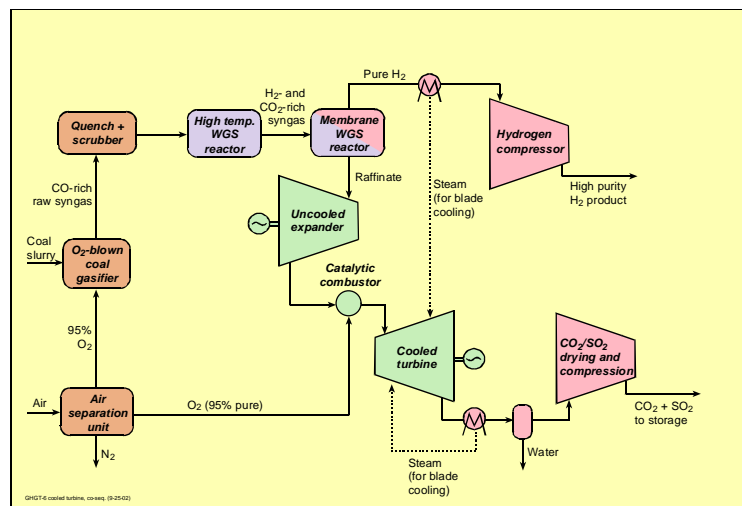 Pure H2
H2- and
CO2-rich
syngas
Quench +
scrubber
High temp.
WGS
reactor
Membrane
WGS
reactor
Hydrogen
compressor
CO-rich
raw syngas
Raffinate
Steam
(for blade
cooling)
High purity
H2 product
Uncooled
expander
Coal
slurry
O2-blown
coal
gasifier
Catalytic
combustor
95%
O2
Cooled
turbine
CO2/SO2
drying and
compression
Air
Air
separation
unit
O2 (95% pure)
CO2 + SO2
to storage
N2
Steam
(for blade
cooling)
Water
GHGT-6 cooled turbine, co-seq. (9-25-02)